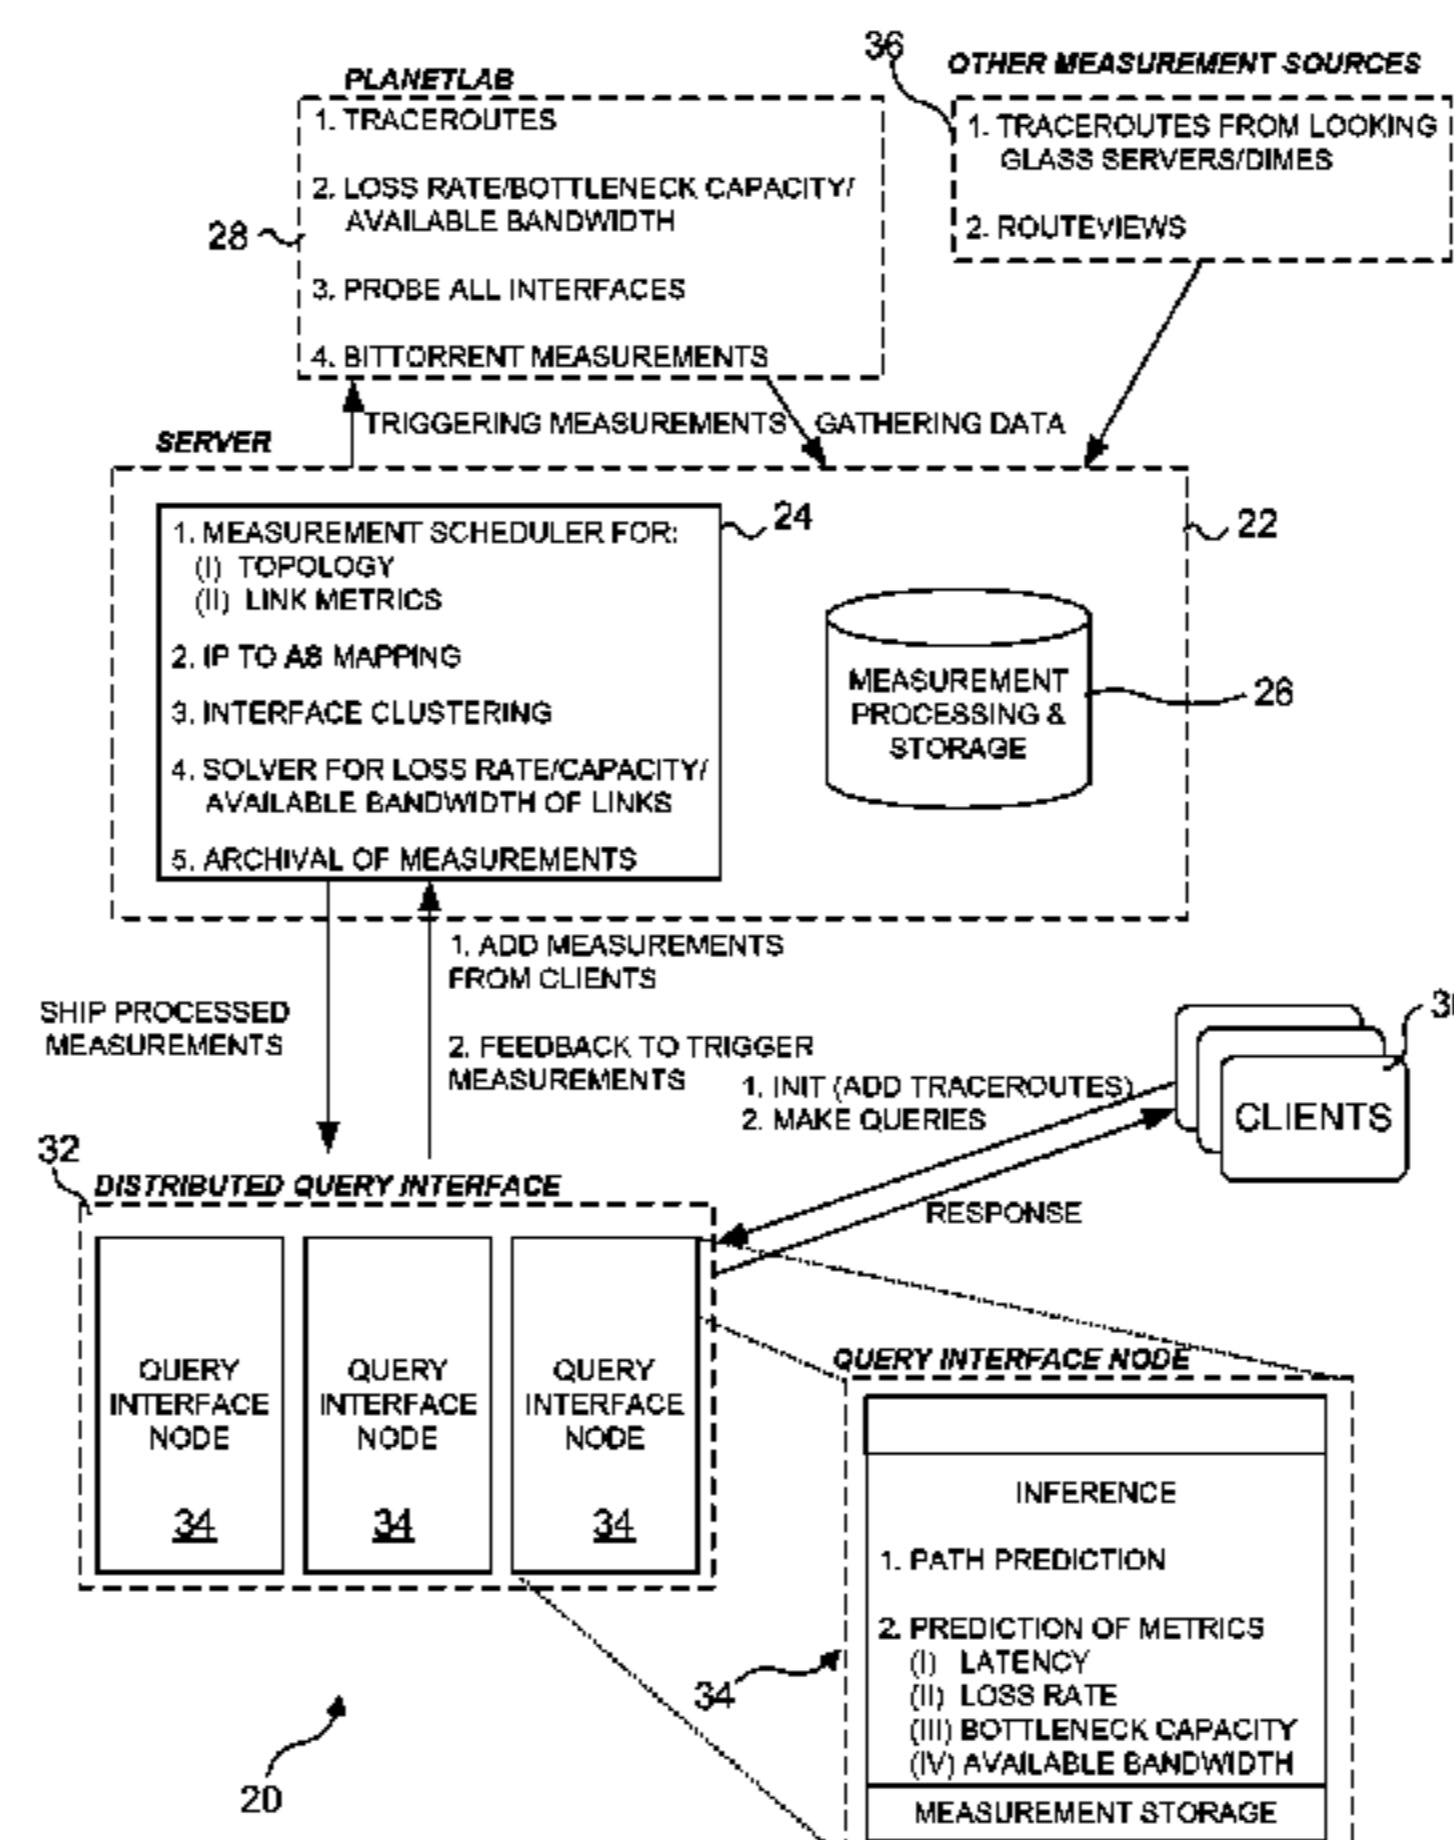 36
OTHER MEASUREMENT SOURCES
PLANETLAB
1. TRACEROUTES
2. LOSS RATE/BOTTLENECK CAPACITY/
AVAILABLE BANDWIDTH
3. PROBE ALL INTERFACES
4. BITTORRENT MEASUREMENTS
28
1. TRACEROUTES FROM LOOKING
GLASS SERVERS/DIMES
2. ROUTEVIEWS
TRIGGERING MEASUREMENTS
GATHERING DATA
SERVER
1. MEASUREMENT SCHEDULER FOR:
(I) TOPOLOGY
(II) LINK METRICS
2. IP TO AS MAPPING
3. INTERFACE CLUSTERING
4. SOLVER FOR LOSS RATE/CAPACITY/
AVAILABLE BANDWIDTH OF LINKS
5. ARCHIVAL OF MEASUREMENTS
24
22
MEASUREMENT
PROCESSING &
STORAGE
26
SHIP PROCESSED
MEASUREMENTS
1. ADD MEASUREMENTS
FROM CLIENTS
2. FEEDBACK TO TRIGGER
MEASUREMENTS
1. INIT (ADD TRACEROUTES)
2. MAKE QUERIES
CLIENTS
RESPONSE
32
DISTRIBUTED QUERY INTERFACE
QUERY
INTERFACE
NODE
34
QUERY
INTERFACE
NODE
34
QUERY
INTERFACE
NODE
34
QUERY INTERFACE NODE
INFERENCE
1. PATH PREDICTION
2. PREDICTION OF METRICS
(I) LATENCY
(II) LOSS RATE
(III) BOTTLENECK CAPACITY
(IV) AVAILABLE BANDWIDTH
MEASUREMENT STORAGE
34
20